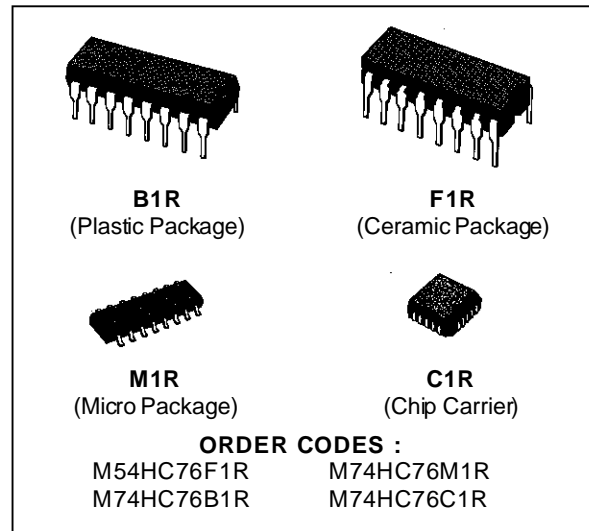 B1R
(Plastic Package)
F1R
(Ceramic Package)
M1R
(Micro Package)
C1R
(Chip Carrier)
ORDER CODES :
M54HC76F1R M74HC76M1R
M74HC76B1R M74HC76C1R